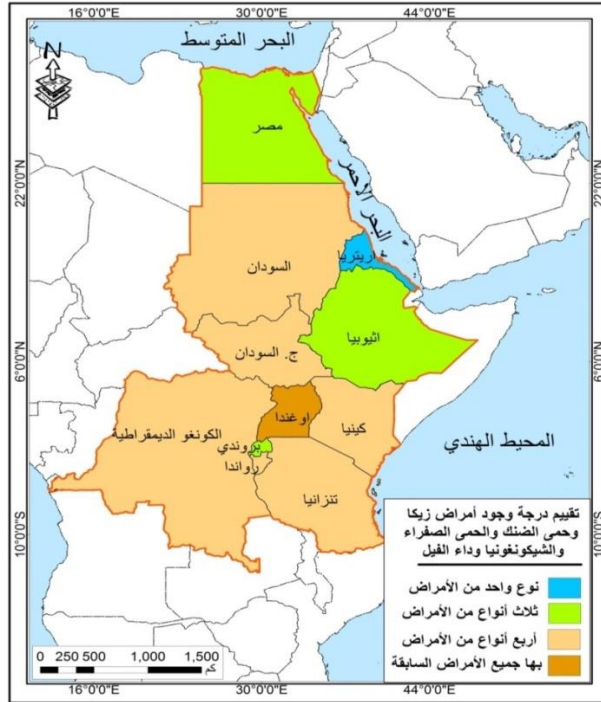 16°0'0"E 30°0'0"E 44°0'0"E
البحر المتوسط
N
مصر
22°0'0"N
22°0'0"N
البحر الأحمر
اريتريا
السودان
اثيوبيا
ج. السودان
6°0'0"N
6°0'0"N
اوغندا
كينيا
الكونغو الديمقراطية
بروندي
رواندا
المحيط الهندي
تنزانيا
10°0'0"S
10°0'0"S
تقييم درجة وجود أمراض زيكا
وحمى الضنك والحمى الصفراء
والشيكونغونيا وداء الفيل
نوع واحد من الأمراض
ثلاث أنواع من الأمراض
أربع أنواع من الأمراض
بها جميع الأمراض السابقة
0 250 500 1,000 1,500
كم
16°0'0"E 30°0'0"E 44°0'0"E